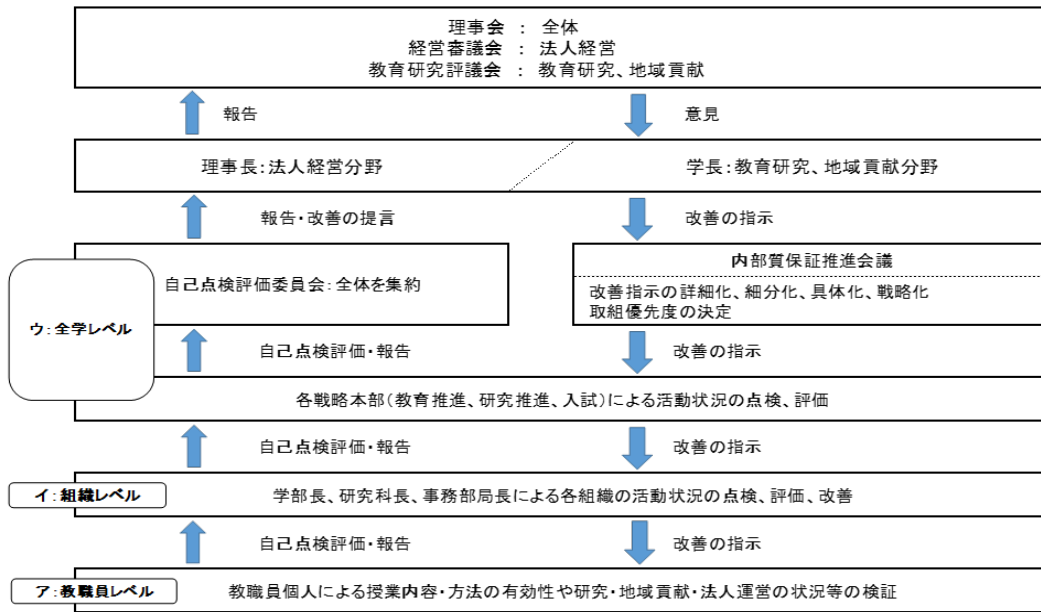 理事会 : 全体
経営審議会 : 法人経営
教育研究評議会 : 教育研究、地域貢献
報告
意見
理事長:法人経営分野
学長:教育研究、地域貢献分野
報告・改善の提言
改善の指示
自己点検評価委員会:全体を集約
内部質保証推進会議
改善指示の詳細化、細分化、具体化、戦略化
取組優先度の決定
ウ:全学レベル
自己点検評価・報告
改善の指示
各戦略本部(教育推進、研究推進、入試)による活動状況の点検、評価
自己点検評価・報告
改善の指示
イ:組織レベル
学部長、研究科長、事務部局長による各組織の活動状況の点検、評価、改善
自己点検評価・報告
改善の指示
ア:教職員レベル
教職員個人による授業内容・方法の有効性や研究・地域貢献・法人運営の状況等の検証